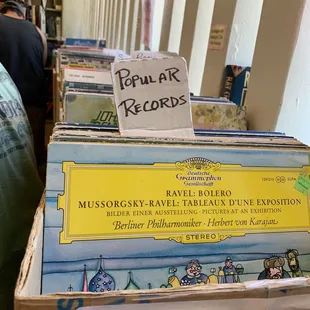 POPULAR
RECORDS
Deutsche
Grammophon
Gesellschaft
RAVEL: BOLERO
MUSSORGSKY-RAVEL: TABLEAUX D'UNE EXPOSITION
BILDER EINER AUSSTELLUNG · PICTURES AT AN EXHIBITION
Berliner Philharmoniker - Herbert von Karajan
STEREO